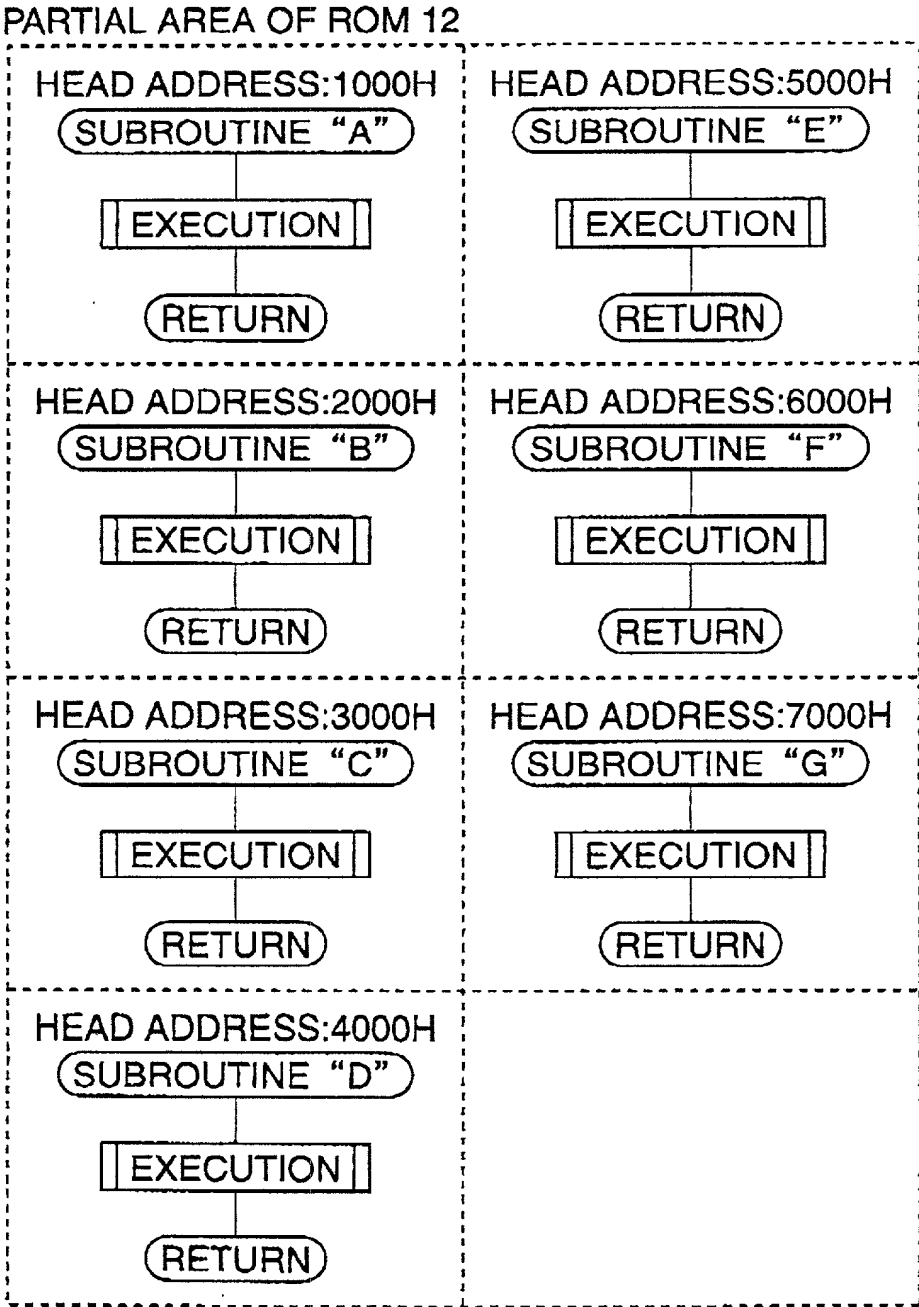 PARTIAL AREA OF ROM 12
HEAD ADDRESS:1000H
SUBROUTINE “A”
EXECUTION
RETURN
HEAD ADDRESS:2000H
SUBROUTINE “B”
EXECUTION
RETURN
HEAD ADDRESS:3000H
SUBROUTINE “C”
EXECUTION
RETURN
HEAD ADDRESS:4000H
SUBROUTINE “D”
EXECUTION
RETURN
HEAD ADDRESS:5000H
SUBROUTINE “E”
EXECUTION
RETURN
HEAD ADDRESS:6000H
SUBROUTINE “F”
EXECUTION
RETURN
HEAD ADDRESS:7000H
SUBROUTINE “G”
EXECUTION
RETURN